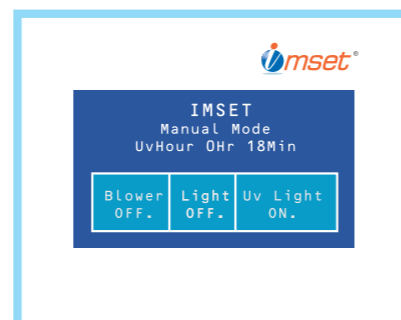 imset®
IMSET
Manual Mode
UvHour 0Hr 18Min
Blower Light Uv Light
OFF. OFF. ON.